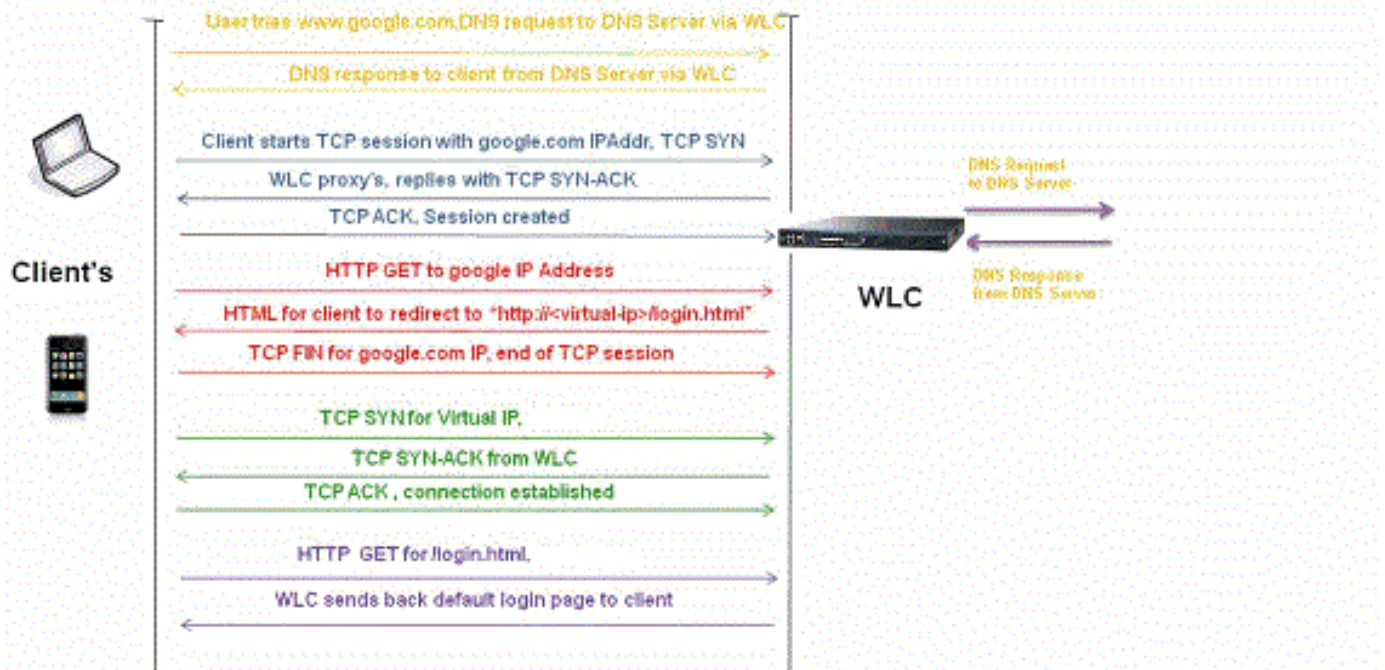 User tries www.google.com,DNS request to DNS Server via WLC
DNS response to client from DNS Server via WLC
Client starts TCP session with google.com IPAddr, TCP SYN
WLC proxy's, replies with TCP SYN-ACK
TCP ACK, Session created
HTTP GET to google IP Address
HTML for client to redirect to "http://<virtual-ip>/login.html"
TCP FIN for google.com IP, end of TCP session
TCP SYN for Virtual IP,
TCP SYN-ACK from WLC
TCP ACK , connection established
HTTP GET for /login.html,
WLC sends back default login page to client
Client's
WLC
DNS Request
to DNS Server
DNS Response
from DNS Server